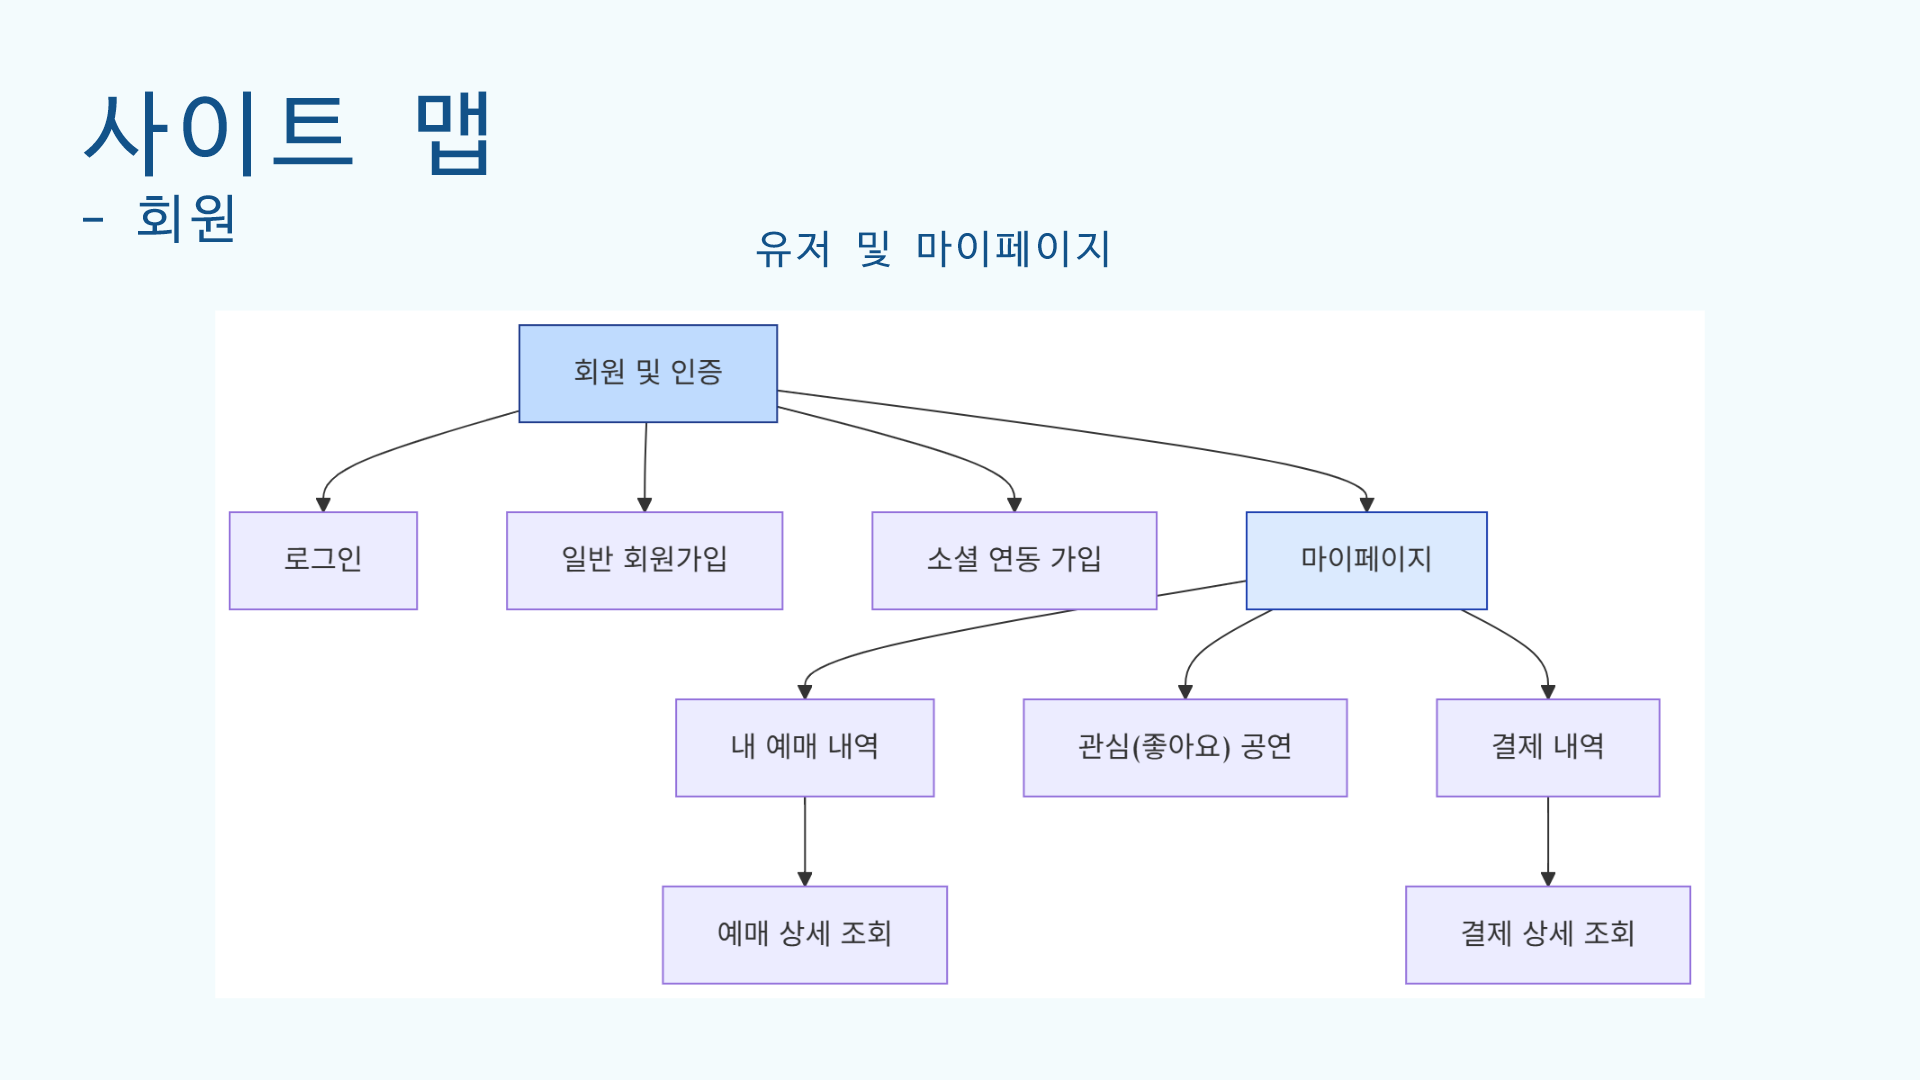 사이트 맵
- 회원
유저 및 마이페이지
회원 및 인증
로그인
일반 회원가입
소셜 연동 가입
마이페이지
내 예매 내역
관심(좋아요) 공연
결제 내역
예매 상세 조회
결제 상세 조회